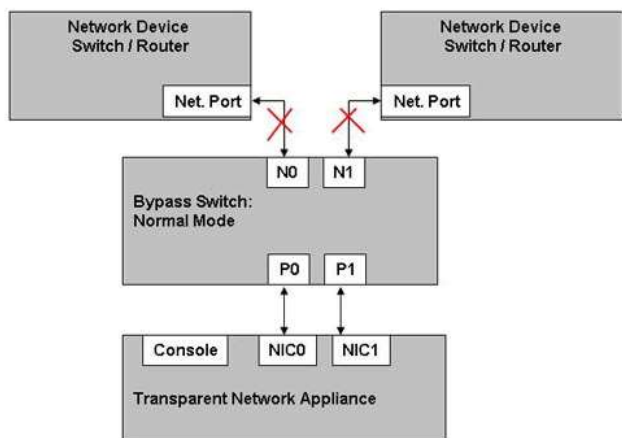 Network Device
Switch / Router
Net. Port
Network Device
Switch / Router
Net. Port
N0
N1
Bypass Switch:
Normal Mode
P0
P1
Console
NIC0
NIC1
Transparent Network Appliance